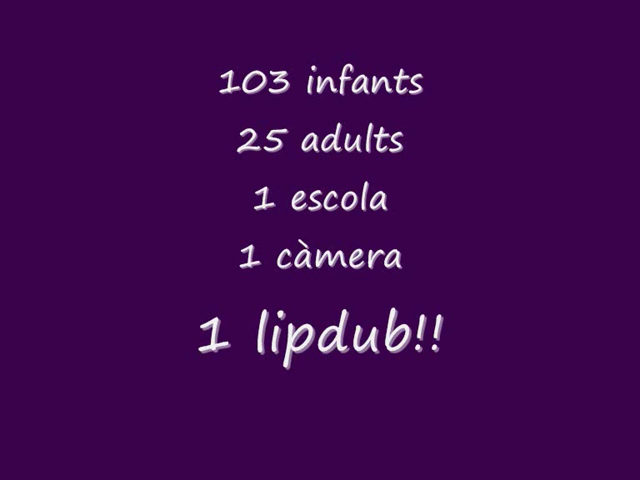 103 infants
25 adults
1 escola
1 càmera
1 lipdub!!